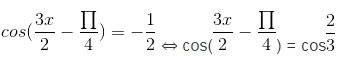 cos(3x/2 − ∏/4) = −1/2 ⇔ cos(3x/2 − ∏/4) = cos 2/3